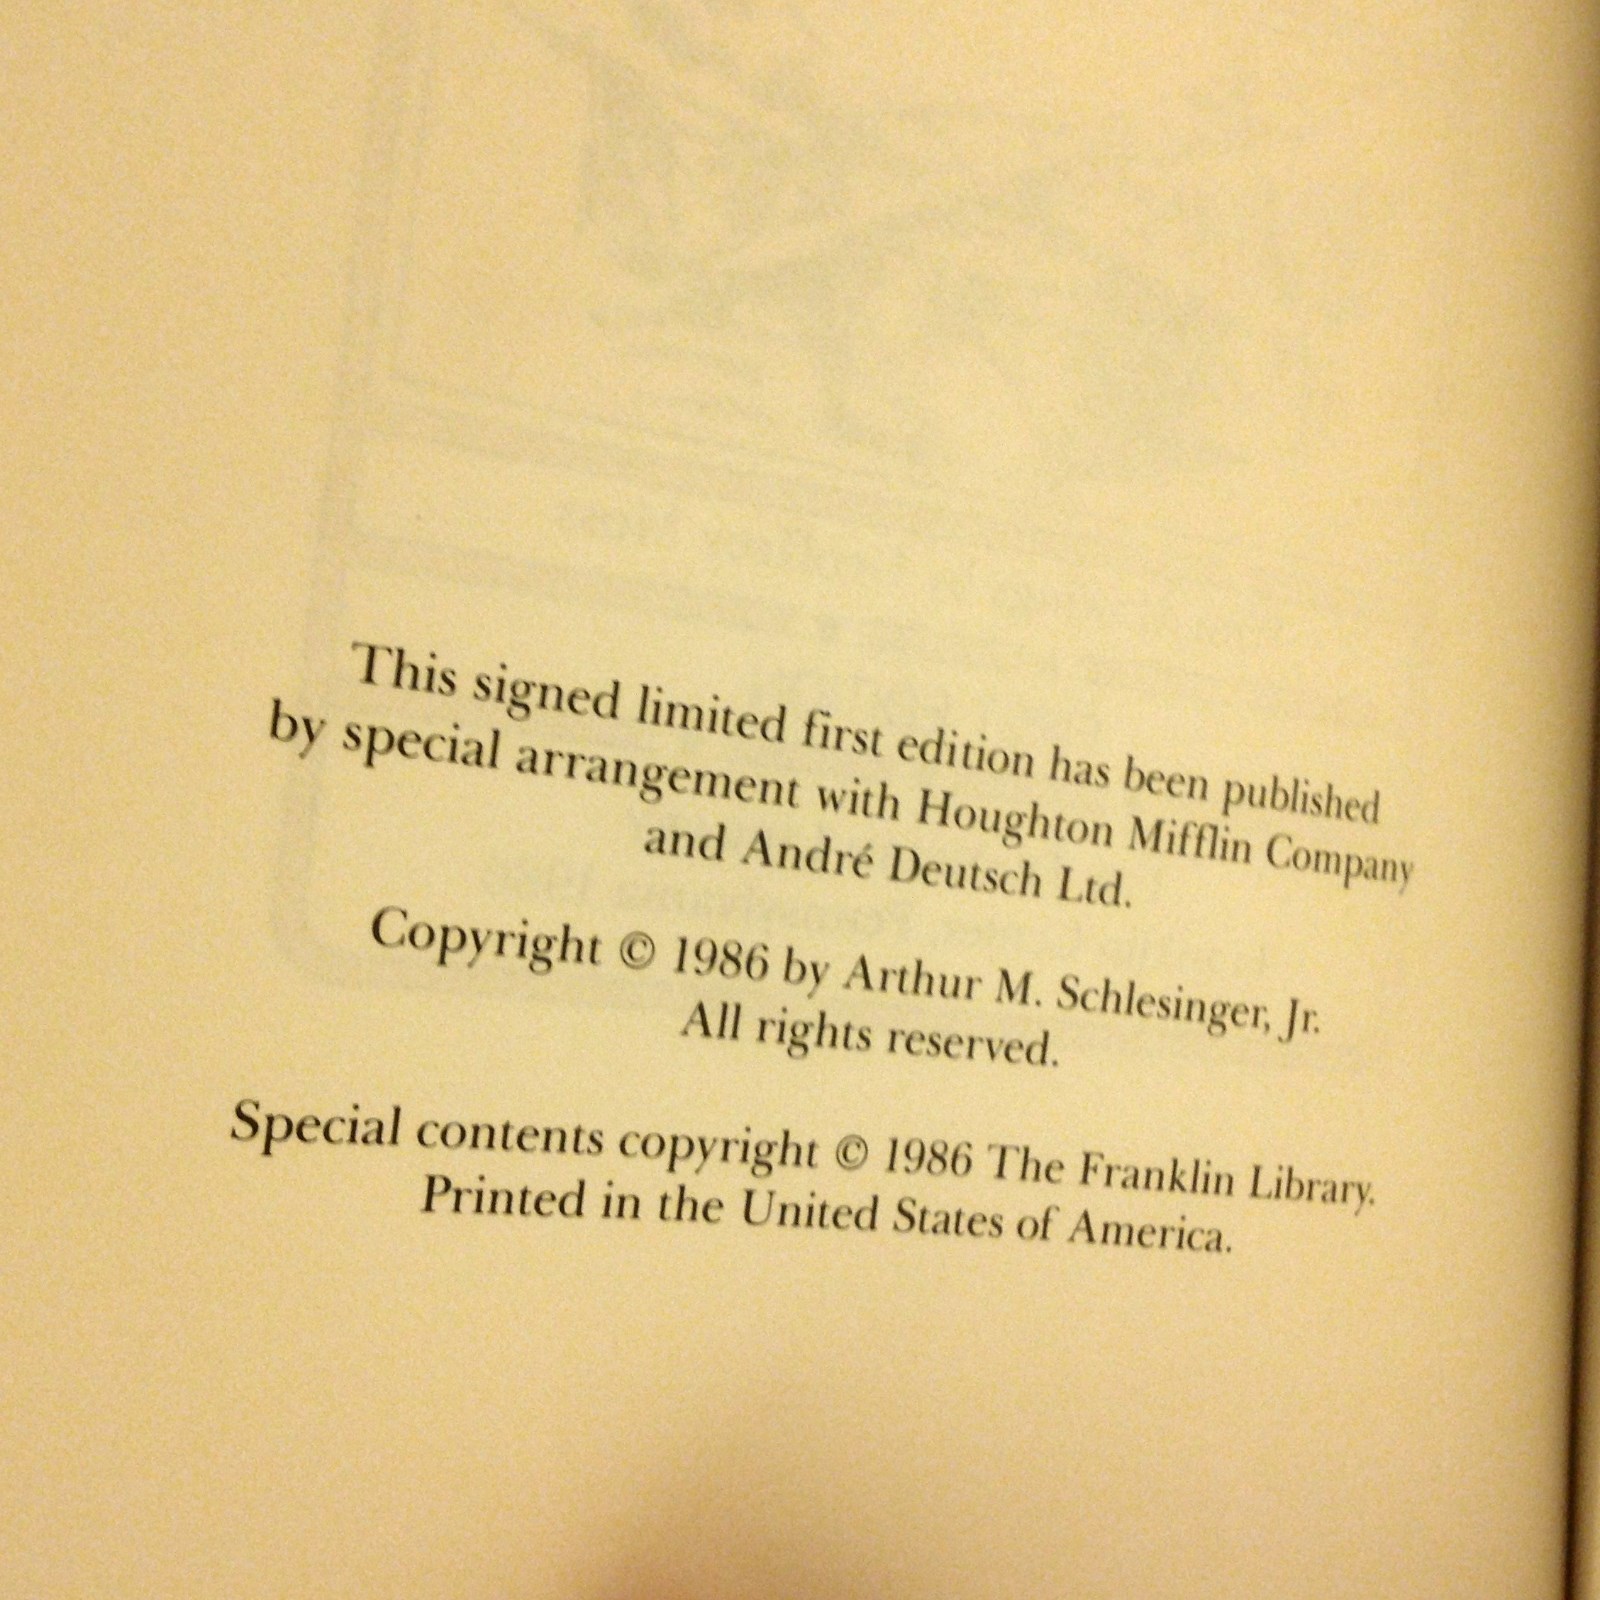 This signed limited first edition has been published
by special arrangement with Houghton Mifflin Company
and André Deutsch Ltd.
Copyright © 1986 by Arthur M. Schlesinger, Jr.
All rights reserved.
Special contents copyright © 1986 The Franklin Library.
Printed in the United States of America.